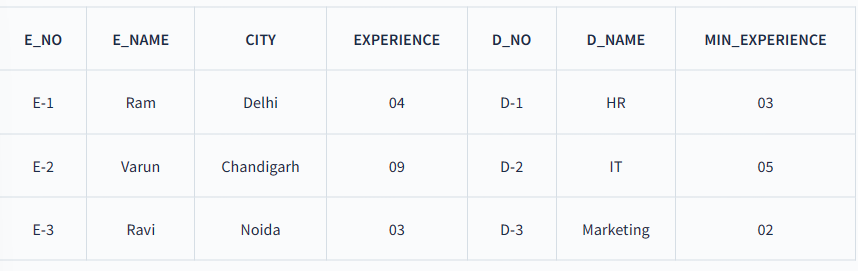 E_NO E_NAME CITY EXPERIENCE D_NO D_NAME MIN_EXPERIENCE
E-1 Ram Delhi 04 D-1 HR 03
E-2 Varun Chandigarh 09 D-2 IT 05
E-3 Ravi Noida 03 D-3 Marketing 02